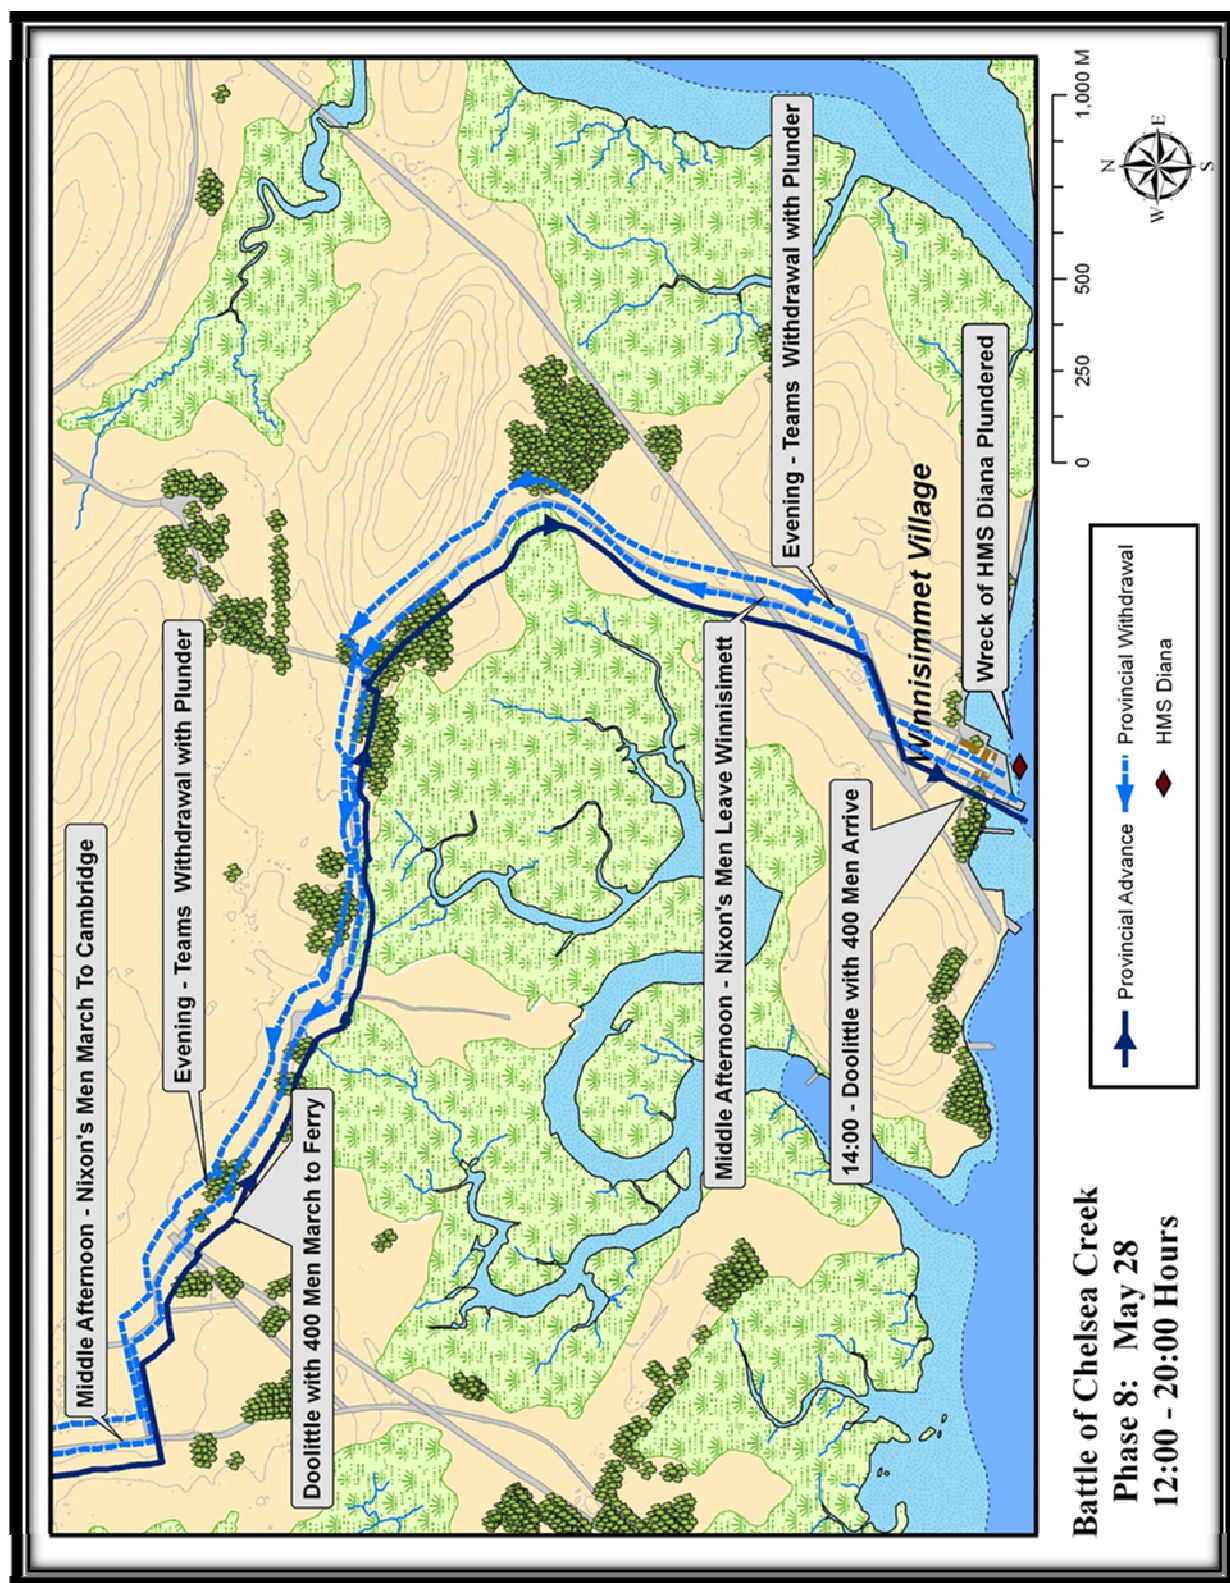 Middle Afternoon - Nixon's Men March To Cambridge
Evening - Teams Withdrawal with Plunder
Doolittle with 400 Men March to Ferry
Middle Afternoon - Nixon's Men Leave Winnisimett
Evening - Teams Withdrawal with Plunder
14:00 - Doolittle with 400 Men Arrive
Winnisimmet Village
Wreck of HMS Diana Plundered
Battle of Chelsea Creek
Phase 8: May 28
12:00 - 20:00 Hours
Provincial Advance
Provincial Withdrawal
HMS Diana
0 250 500 1,000 M
N
W E
S